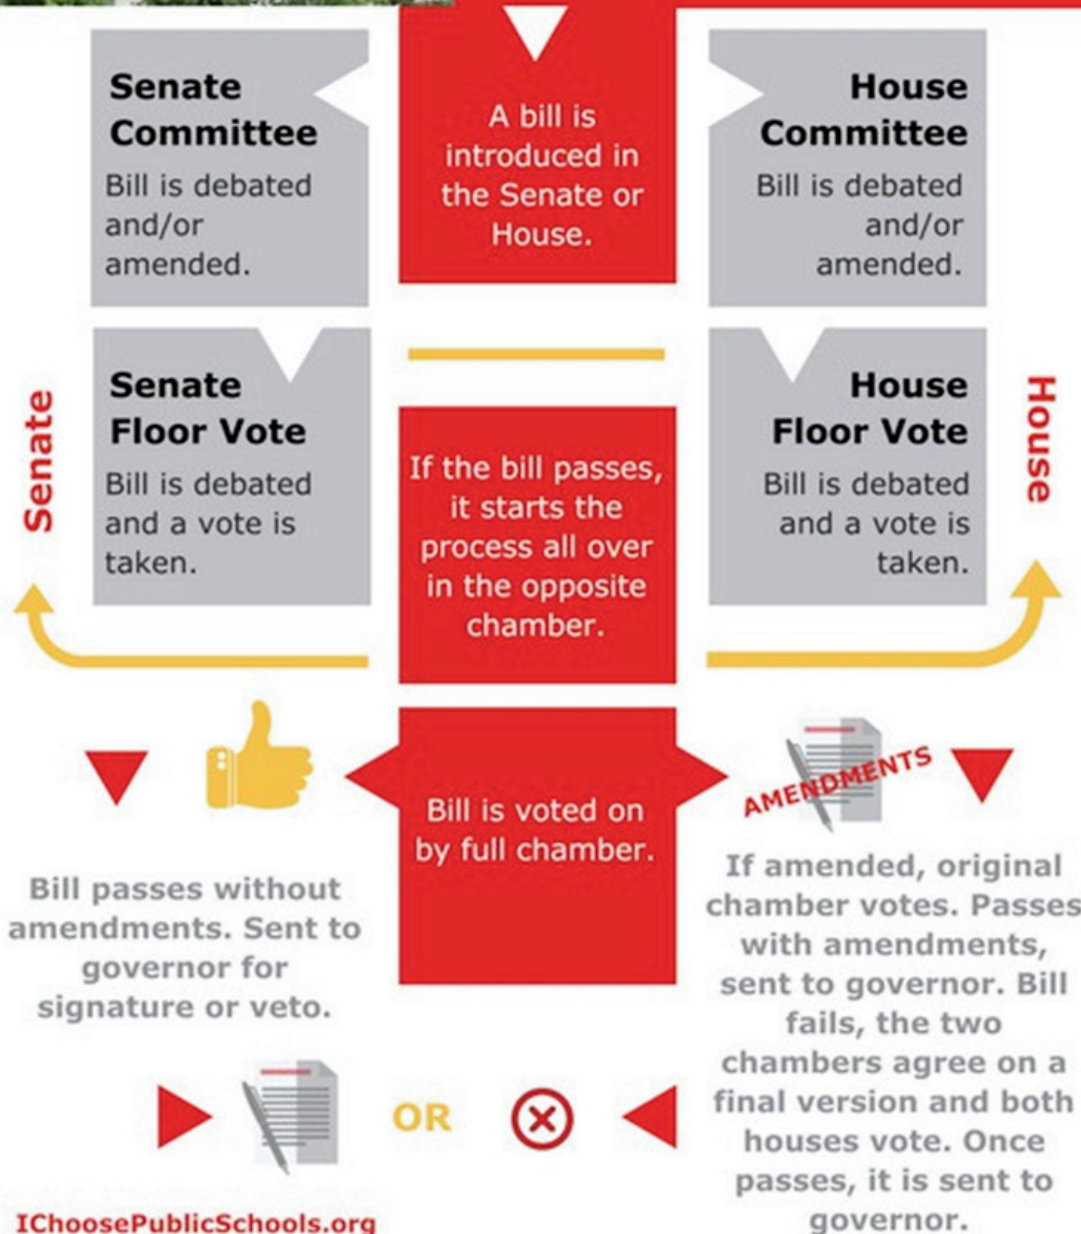 A bill is
introduced in
the Senate or
House.
Senate
Committee
Bill is debated
and/or
amended.
House
Committee
Bill is debated
and/or
amended.
Senate
Senate
Floor Vote
Bill is debated
and a vote is
taken.
House
Floor Vote
Bill is debated
and a vote is
taken.
House
If the bill passes,
it starts the
process all over
in the opposite
chamber.
Bill is voted on
by full chamber.
Bill passes without
amendments. Sent to
governor for
signature or veto.
AMENDMENTS
If amended, original
chamber votes. Passes
with amendments,
sent to governor. Bill
fails, the two
chambers agree on a
final version and both
houses vote. Once
passes, it is sent to
governor.
OR
IChoosePublicSchools.org